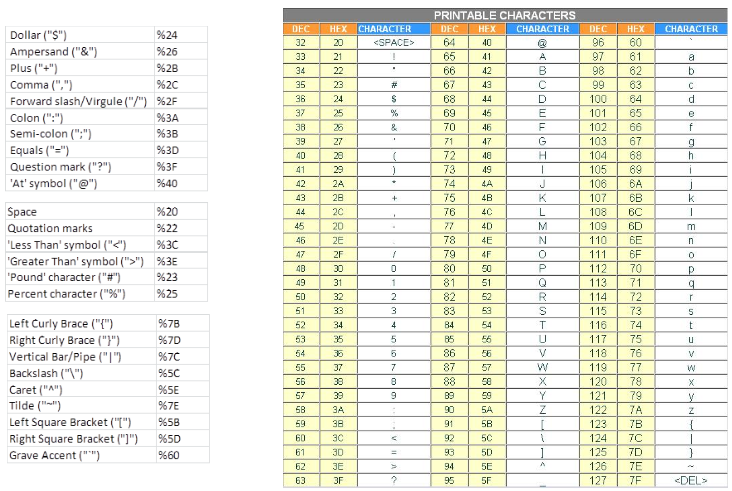 Dollar ("$") %24
Ampersand ("&") %26
Plus ("+") %2B
Comma (",") %2C
Forward slash/Virgule ("/") %2F
Colon (":") %3A
Semi-colon (";") %3B
Equals ("=") %3D
Question mark ("?") %3F
'At' symbol ("@") %40
Space %20
Quotation marks %22
'Less Than' symbol ("<") %3C
'Greater Than' symbol (">") %3E
'Pound' character ("#") %23
Percent character ("%") %25
Left Curly Brace ("{") %7B
Right Curly Brace ("}") %7D
Vertical Bar/Pipe ("|") %7C
Backslash ("\") %5C
Caret ("^") %5E
Tilde ("~") %7E
Left Square Bracket ("[") %5B
Right Square Bracket ("]") %5D
Grave Accent ("`") %60
PRINTABLE CHARACTERS
DEC HEX CHARACTER DEC HEX CHARACTER DEC HEX CHARACTER
32 20 <SPACE> 64 40 @ 96 60 `
33 21 ! 65 41 A 97 61 a
34 22 " 66 42 B 98 62 b
35 23 # 67 43 C 99 63 c
36 24 $ 68 44 D 100 64 d
37 25 % 69 45 E 101 65 e
38 26 & 70 46 F 102 66 f
39 27 ' 71 47 G 103 67 g
40 28 ( 72 48 H 104 68 h
41 29 ) 73 49 I 105 69 i
42 2A * 74 4A J 106 6A j
43 2B + 75 4B K 107 6B k
44 2C , 76 4C L 108 6C l
45 2D - 77 4D M 109 6D m
46 2E . 78 4E N 110 6E n
47 2F / 79 4F O 111 6F o
48 30 0 80 50 P 112 70 p
49 31 1 81 51 Q 113 71 q
50 32 2 82 52 R 114 72 r
51 33 3 83 53 S 115 73 s
52 34 4 84 54 T 116 74 t
53 35 5 85 55 U 117 75 u
54 36 6 86 56 V 118 76 v
55 37 7 87 57 W 119 77 w
56 38 8 88 58 X 120 78 x
57 39 9 89 59 Y 121 79 y
58 3A : 90 5A Z 122 7A z
59 3B ; 91 5B [ 123 7B {
60 3C < 92 5C \ 124 7C |
61 3D = 93 5D ] 125 7D }
62 3E > 94 5E ^ 126 7E ~
63 3F ? 95 5F _ 127 7F <DEL>